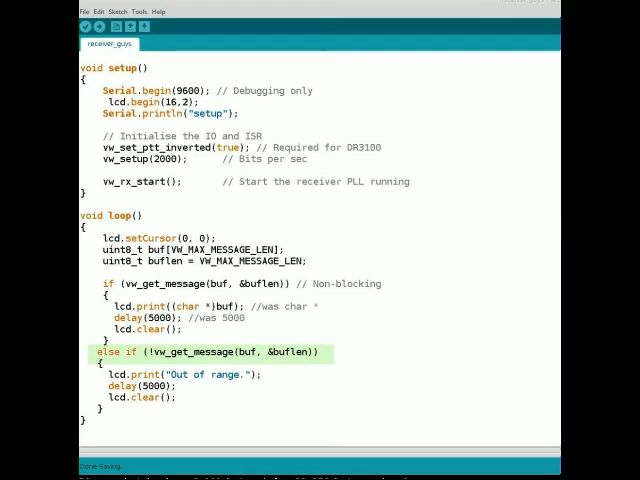 File Edit Sketch Tools Help
receiver_guys
void setup()
{
Serial.begin(9600); // Debugging only
lcd.begin(16,2);
Serial.println("setup");
// Initialise the IO and ISR
vw_set_ptt_inverted(true); // Required for DR3100
vw_setup(2000); // Bits per sec
vw_rx_start(); // Start the receiver PLL running
}
void loop()
{
lcd.setCursor(0, 0);
uint8_t buf[VW_MAX_MESSAGE_LEN];
uint8_t buflen = VW_MAX_MESSAGE_LEN;
if (vw_get_message(buf, &buflen)) // Non-blocking
{
lcd.print((char *)buf); //was char *
delay(5000); //was 5000
lcd.clear();
}
else if (!vw_get_message(buf, &buflen))
{
lcd.print("Out of range.");
delay(5000);
lcd.clear();
}
}
Done Saving.